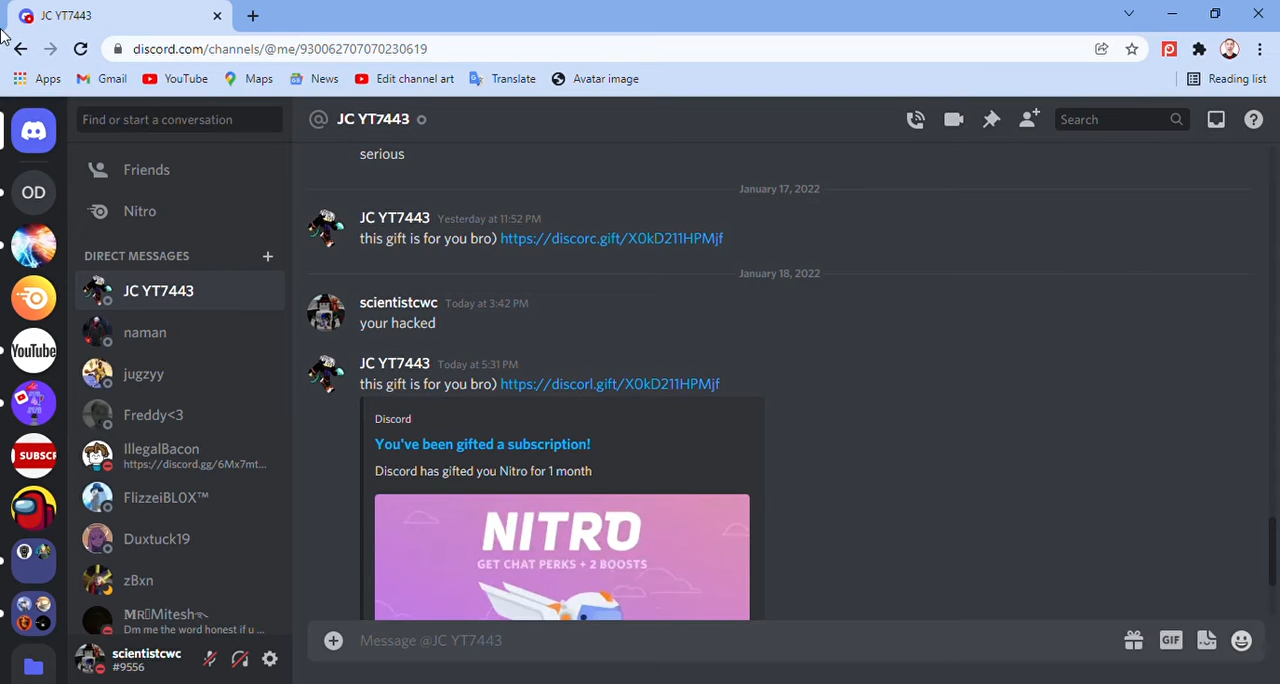 JC YT7443
discord.com/channels/@me/930062707070230619
Apps Gmail YouTube Maps News Edit channel art Translate Avatar image Reading list
Find or start a conversation
Friends
Nitro
DIRECT MESSAGES
JC YT7443
naman
jugzyy
Freddy<3
IllegalBacon
https://discord.gg/6Mx7mt...
FlizzeiBL0X™
Duxtuck19
zBxn
Mitesh
Dm me the word honest if u ...
scientistcwc
#9556
OD
YouTube
SUBSCR
JC YT7443
Search
serious
January 17, 2022
JC YT7443 Yesterday at 11:52 PM
this gift is for you bro) https://discorc.gift/X0kD211HPMjf
January 18, 2022
scientistcwc Today at 3:42 PM
your hacked
JC YT7443 Today at 5:31 PM
this gift is for you bro) https://discorl.gift/X0kD211HPMjf
Discord
You've been gifted a subscription!
Discord has gifted you Nitro for 1 month
NITRO
GET CHAT PERKS + 2 BOOSTS
Message @JC YT7443
GIF